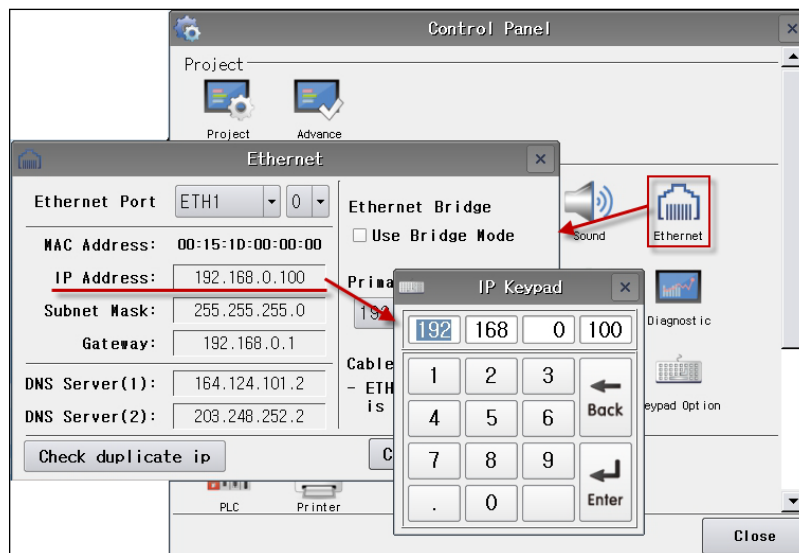 Control Panel
Project
Project
Advance
Ethernet
Ethernet Port
ETH1
0
MAC Address:
00:15:1D:00:00:00
IP Address:
192.168.0.100
Subnet Mask:
255.255.255.0
Gateway:
192.168.0.1
DNS Server(1):
164.124.101.2
DNS Server(2):
203.248.252.2
Check duplicate ip
Ethernet Bridge
Use Bridge Mode
Prima
192
Cable
- ETH
is
C
Sound
Ethernet
Diagnostic
eypad Option
IP Keypad
192 168 0 100
1 2 3
Back
4 5 6
7 8 9
Enter
. 0
PLC
Printer
Close